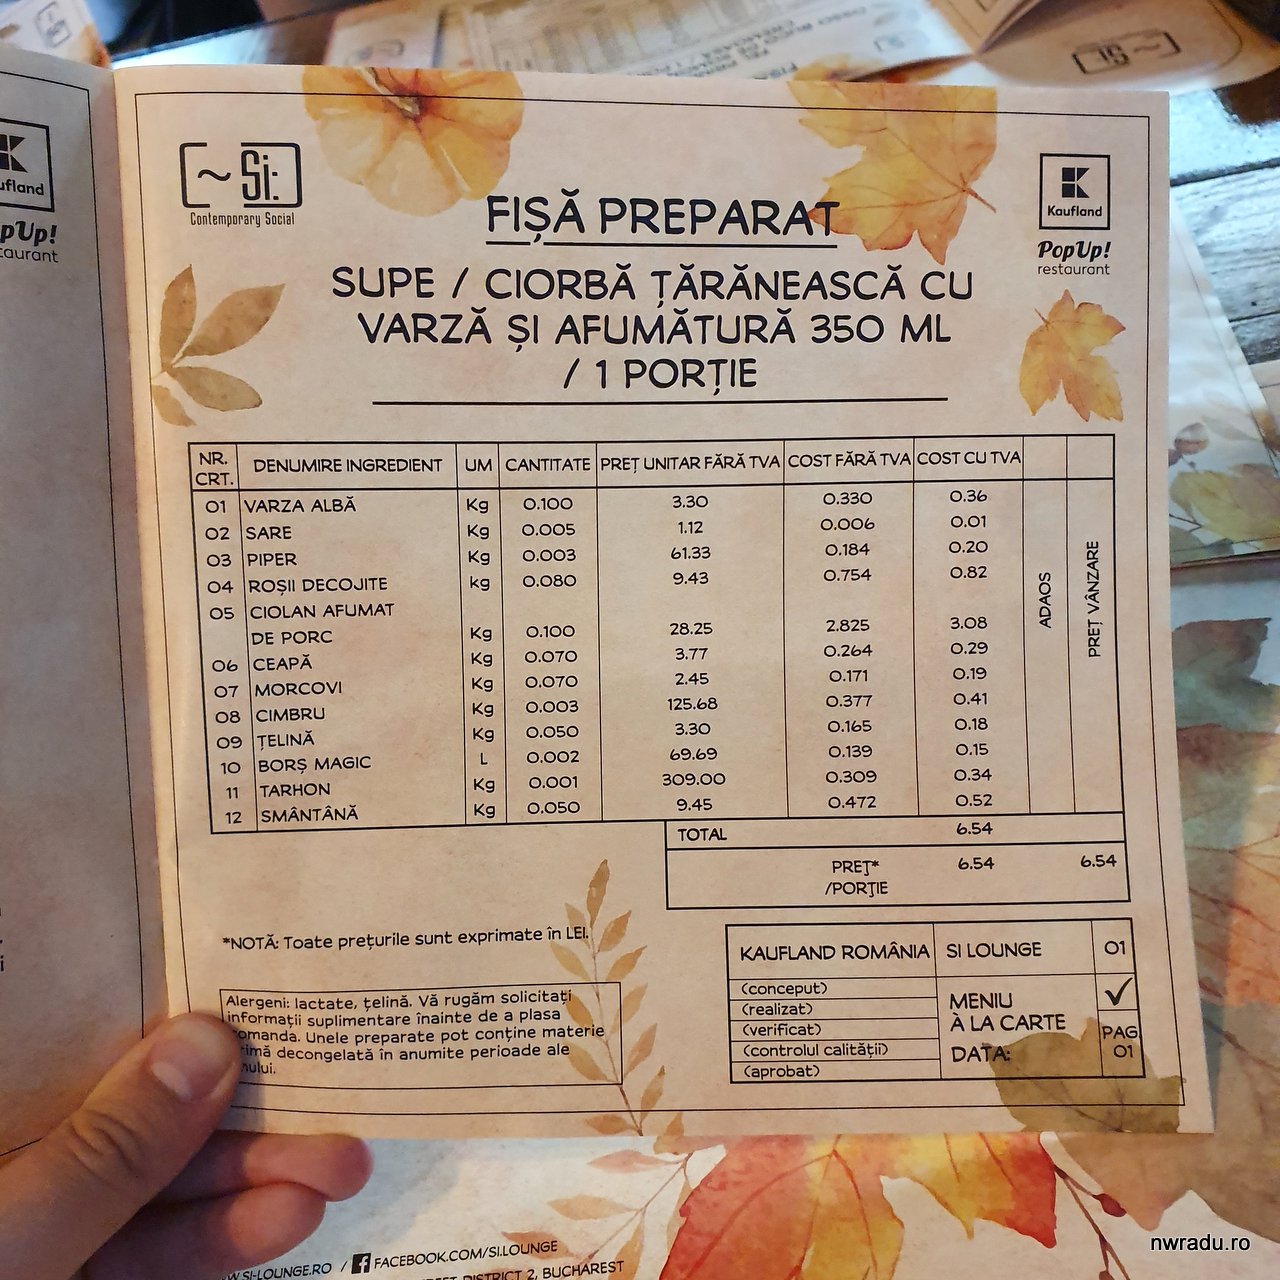 Si:
Contemporary Social
Kaufland
PopUp!
restaurant
FIȘĂ PREPARAT
SUPE / CIORBĂ ȚĂRĂNEASCĂ CU
VARZĂ ȘI AFUMĂTURĂ 350 ML
/ 1 PORȚIE
NR. CRT. DENUMIRE INGREDIENT UM CANTITATE PREȚ UNITAR FĂRĂ TVA COST FĂRĂ TVA COST CU TVA
01 VARZA ALBĂ Kg 0.100 3.30 0.330 0.36
02 SARE Kg 0.005 1.12 0.006 0.01
03 PIPER Kg 0.003 61.33 0.184 0.20
04 ROȘII DECOJITE kg 0.080 9.43 0.754 0.82
05 CIOLAN AFUMAT
DE PORC Kg 0.100 28.25 2.825 3.08
06 CEAPĂ Kg 0.070 3.77 0.264 0.29
07 MORCOVI Kg 0.070 2.45 0.171 0.19
08 CIMBRU Kg 0.003 125.68 0.377 0.41
09 ȚELINĂ Kg 0.050 3.30 0.165 0.18
10 BORȘ MAGIC L 0.002 69.69 0.139 0.15
11 TARHON Kg 0.001 309.00 0.309 0.34
12 SMÂNTÂNĂ Kg 0.050 9.45 0.472 0.52
ADAOS
PREȚ VÂNZARE
TOTAL 6.54
PREȚ* 6.54 6.54
/PORȚIE
*NOTĂ: Toate prețurile sunt exprimate în LEI.
Alergeni: lactate, țelină. Vă rugăm solicitați
informații suplimentare înainte de a plasa
omanda. Unele preparate pot conține materie
rimă decongelată în anumite perioade ale
nului.
KAUFLAND ROMÂNIA SI LOUNGE 01
(conceput)
(realizat)
(verificat)
(controlul calității)
(aprobat)
MENIU
À LA CARTE
DATA:
PAG
01
W.SI-LOUNGE.RO / FACEBOOK.COM/SI.LOUNGE
DISTRICT 2, BUCHAREST
nwradu.ro